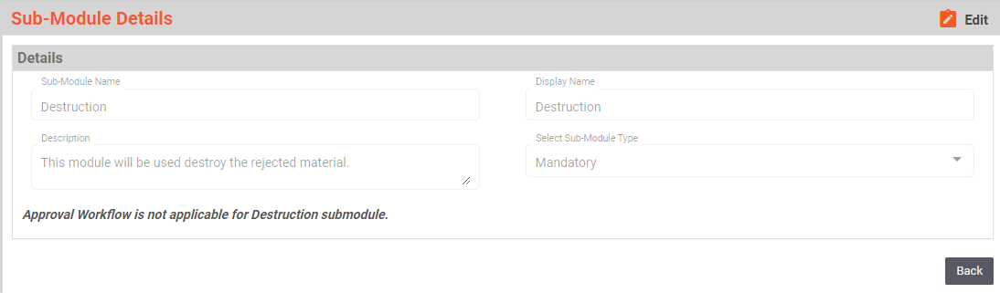 Sub-Module Details
Edit
Details
Sub-Module Name
Display Name
Destruction
Destruction
Description
Select Sub-Module Type
This module will be used destroy the rejected material.
Mandatory
Approval Workflow is not applicable for Destruction submodule.
Back